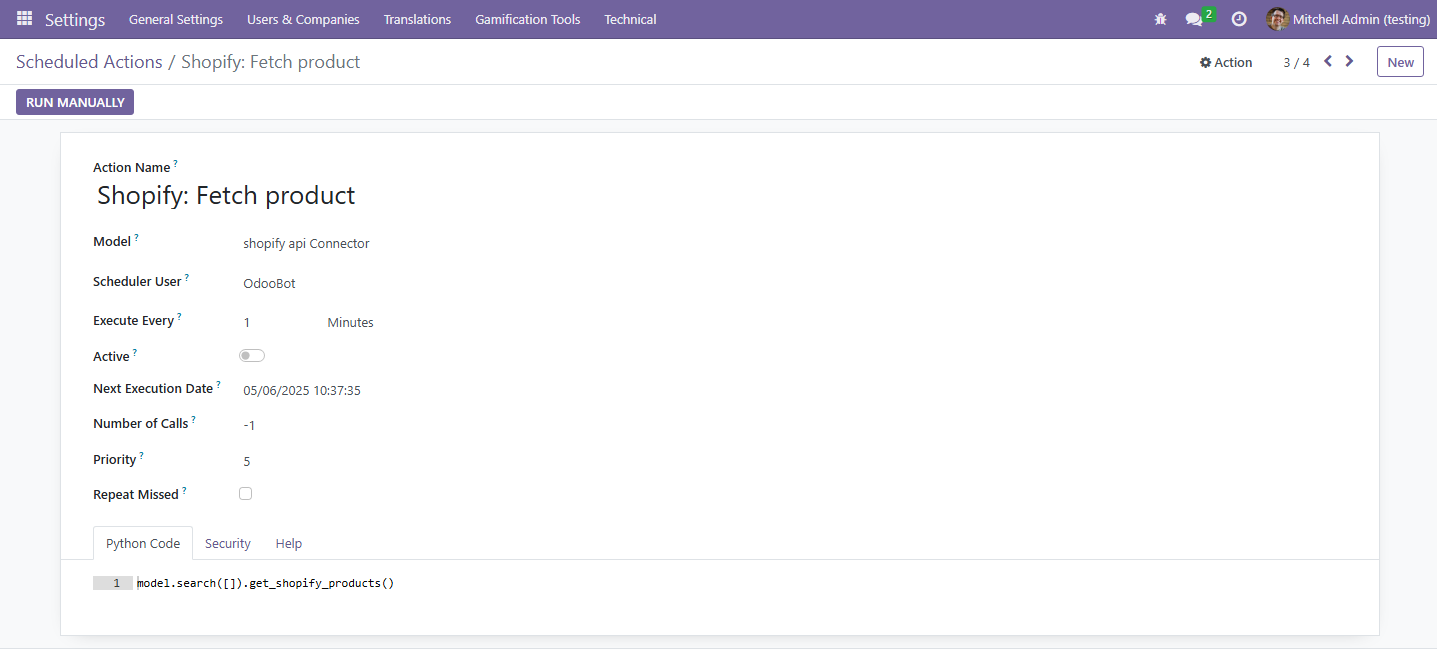 Settings General Settings Users & Companies Translations Gamification Tools Technical 2 Mitchell Admin (testing)
Scheduled Actions / Shopify: Fetch product Action 3 / 4 New
RUN MANUALLY
Action Name ?
Shopify: Fetch product
Model ? shopify api Connector
Scheduler User ? OdooBot
Execute Every ? 1 Minutes
Active ?
Next Execution Date ? 05/06/2025 10:37:35
Number of Calls ? -1
Priority ? 5
Repeat Missed ?
Python Code Security Help
1 model.search([]).get_shopify_products()